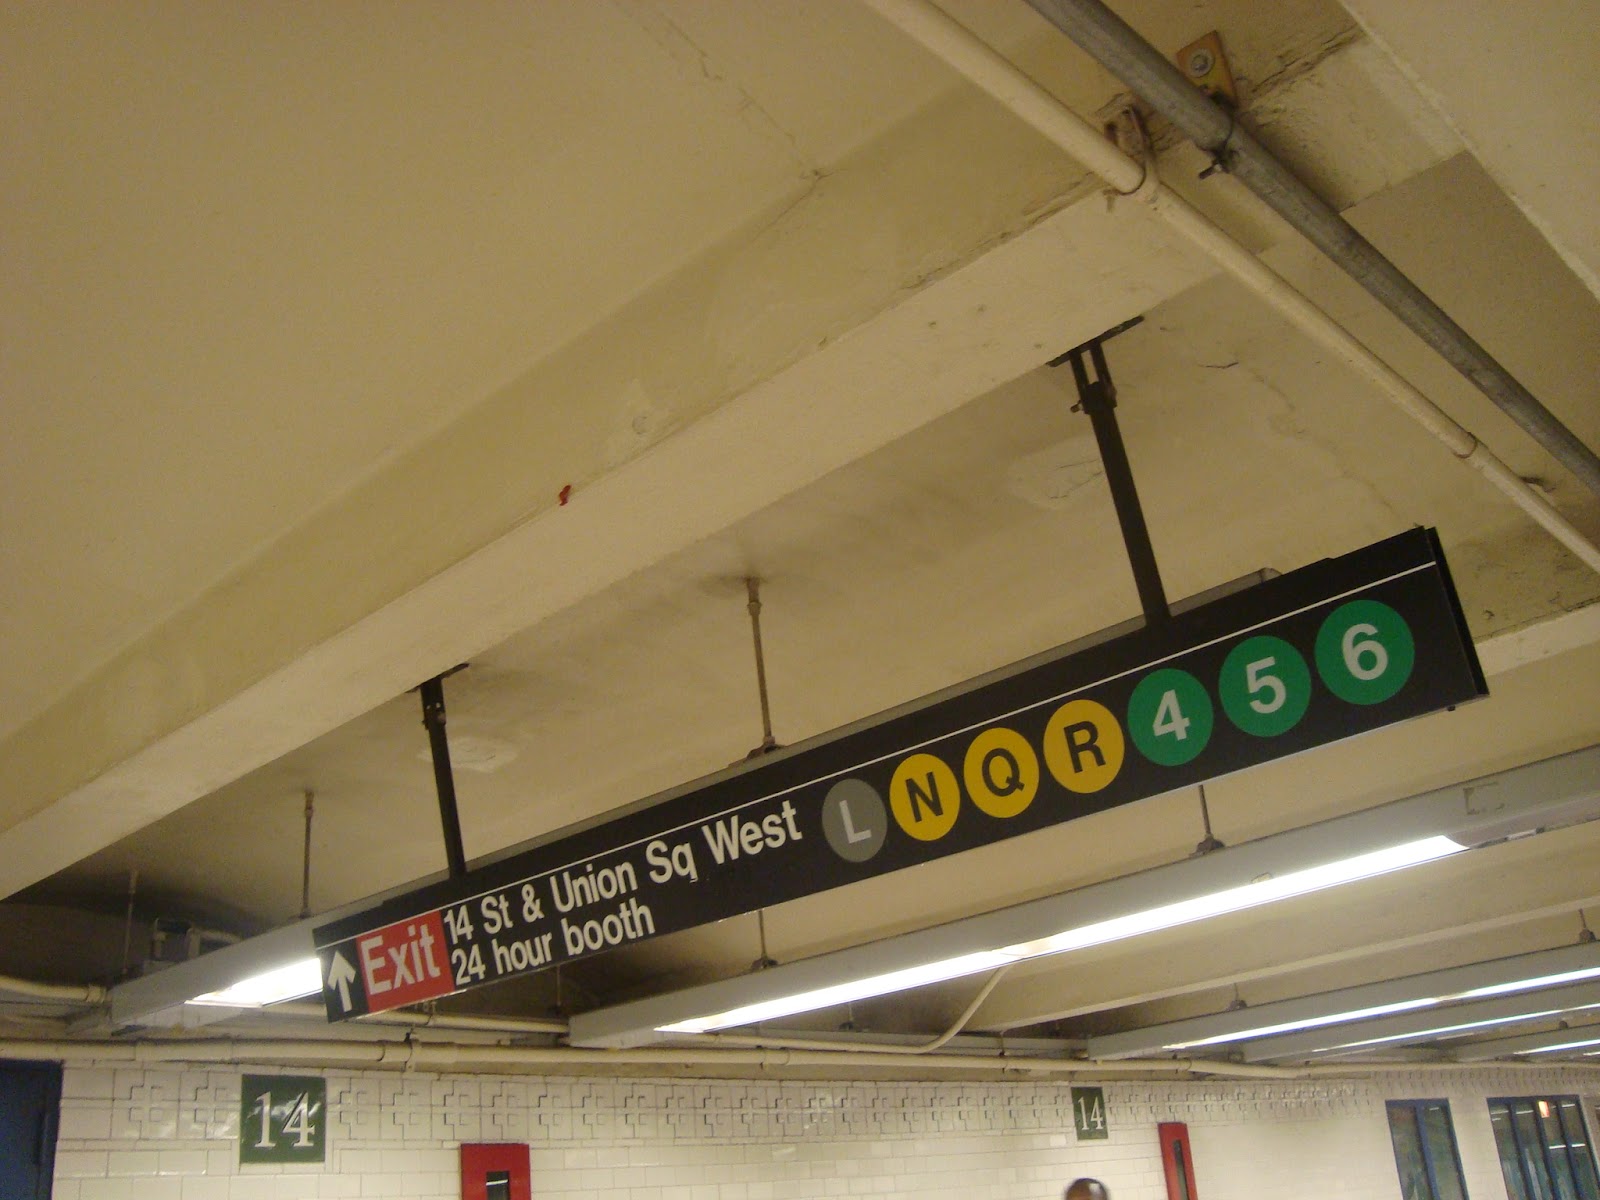 Exit 14 St & Union Sq West L N Q R 4 5 6
24 hour booth
14
14